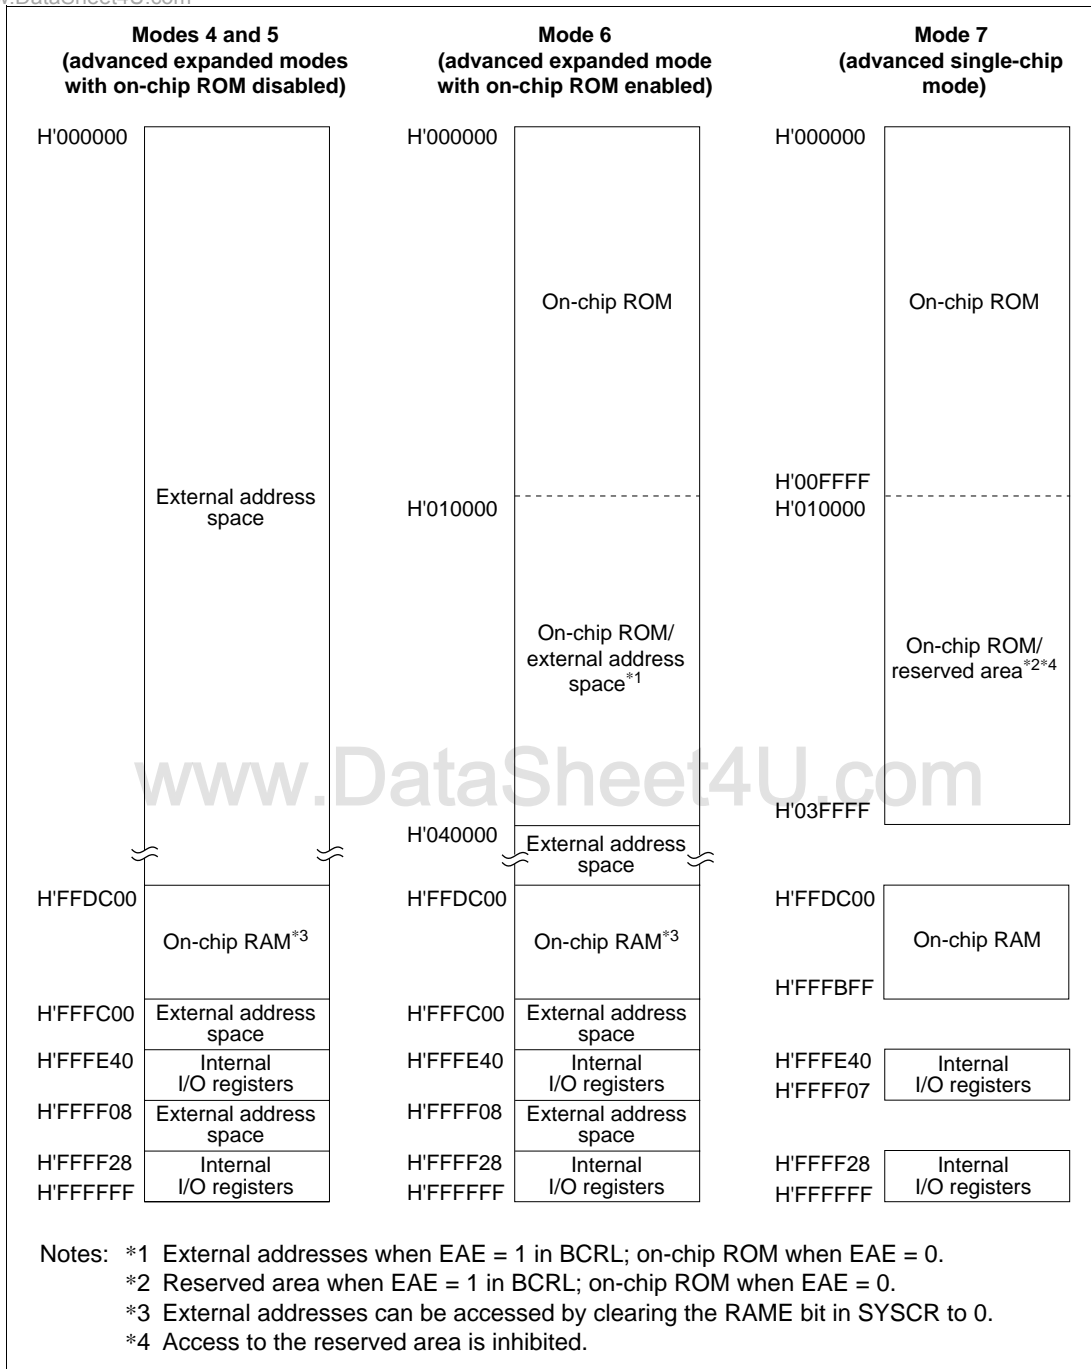 w.DataSheet4U.com
Modes 4 and 5
(advanced expanded modes
with on-chip ROM disabled)
Mode 6
(advanced expanded mode
with on-chip ROM enabled)
Mode 7
(advanced single-chip
mode)
H'000000
External address
space
H'FFDC00
On-chip RAM*3
H'FFFC00
External address
space
H'FFFE40
Internal
I/O registers
H'FFFF08
External address
space
H'FFFF28
Internal
I/O registers
H'FFFFFF
H'000000
On-chip ROM
H'010000
On-chip ROM/
external address
space*1
H'040000
External address
space
H'FFDC00
On-chip RAM*3
H'FFFC00
External address
space
H'FFFE40
Internal
I/O registers
H'FFFF08
External address
space
H'FFFF28
Internal
I/O registers
H'FFFFFF
H'000000
On-chip ROM
H'00FFFF
H'010000
On-chip ROM/
reserved area*2*4
H'03FFFF
H'FFDC00
On-chip RAM
H'FFFBFF
H'FFFE40
Internal
I/O registers
H'FFFF07
H'FFFF28
Internal
I/O registers
H'FFFFFF
www.DataSheet4U.com
Notes: *1 External addresses when EAE = 1 in BCRL; on-chip ROM when EAE = 0.
*2 Reserved area when EAE = 1 in BCRL; on-chip ROM when EAE = 0.
*3 External addresses can be accessed by clearing the RAME bit in SYSCR to 0.
*4 Access to the reserved area is inhibited.